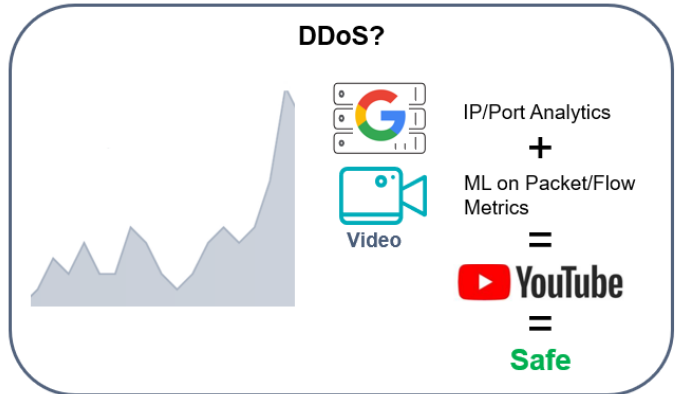 DDoS?
IP/Port Analytics
+
ML on Packet/Flow
Metrics
Video
=
YouTube
=
Safe